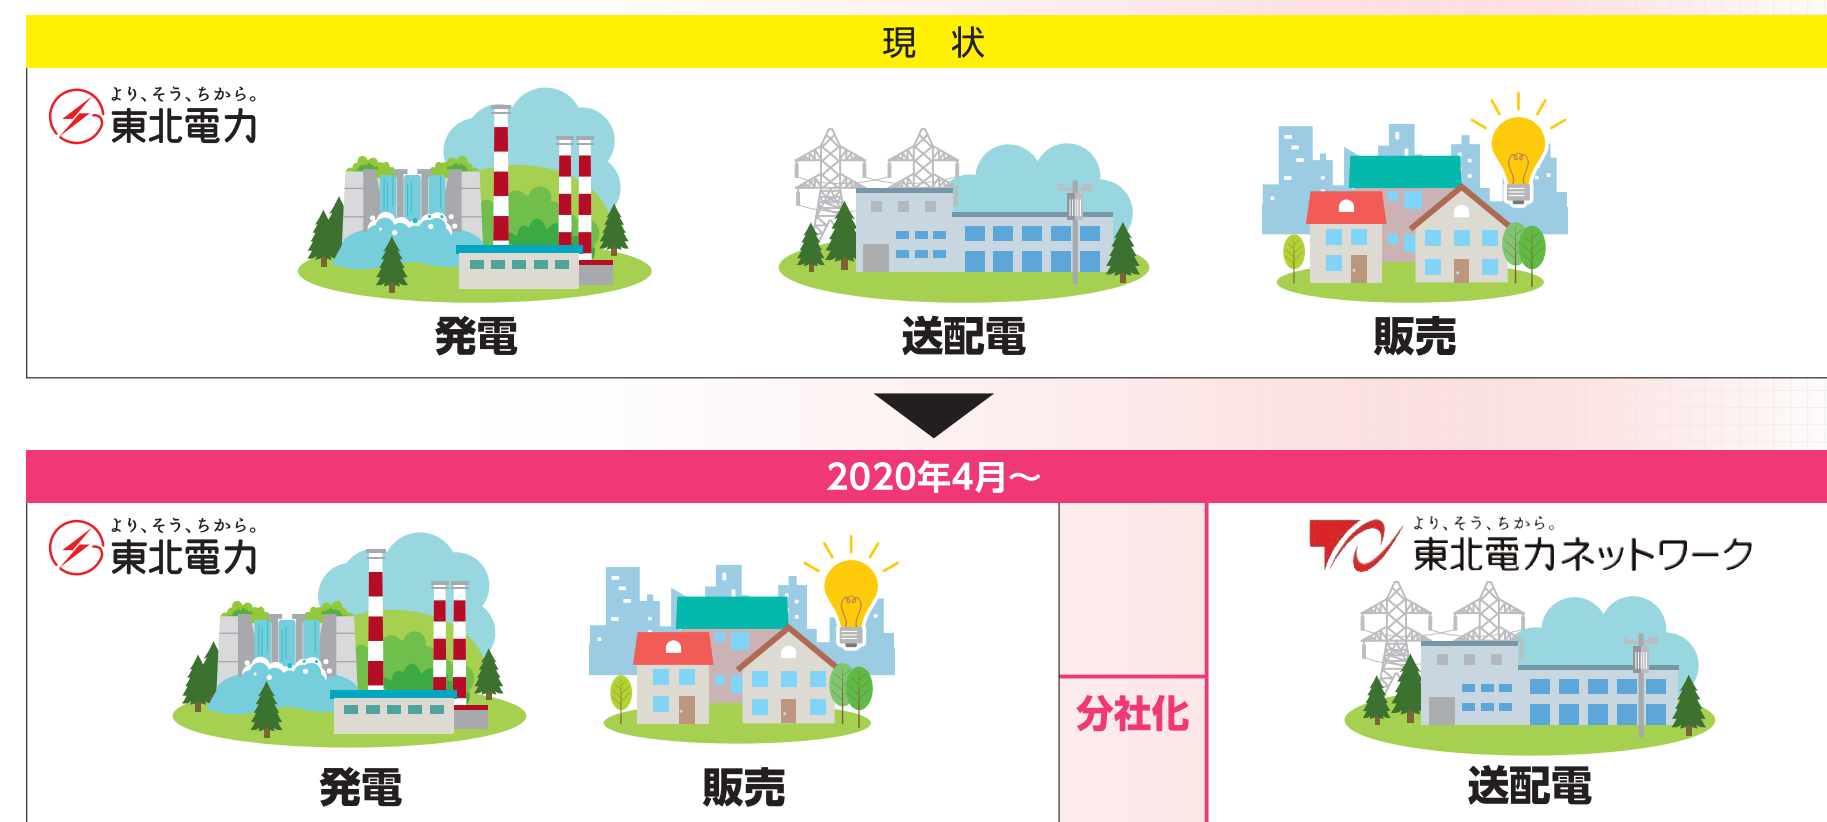 現　状
より、そう、ちから。
東北電力
発電
送配電
販売
2020年4月～
より、そう、ちから。
東北電力
発電
販売
分社化
より、そう、ちから。
東北電力ネットワーク
送配電